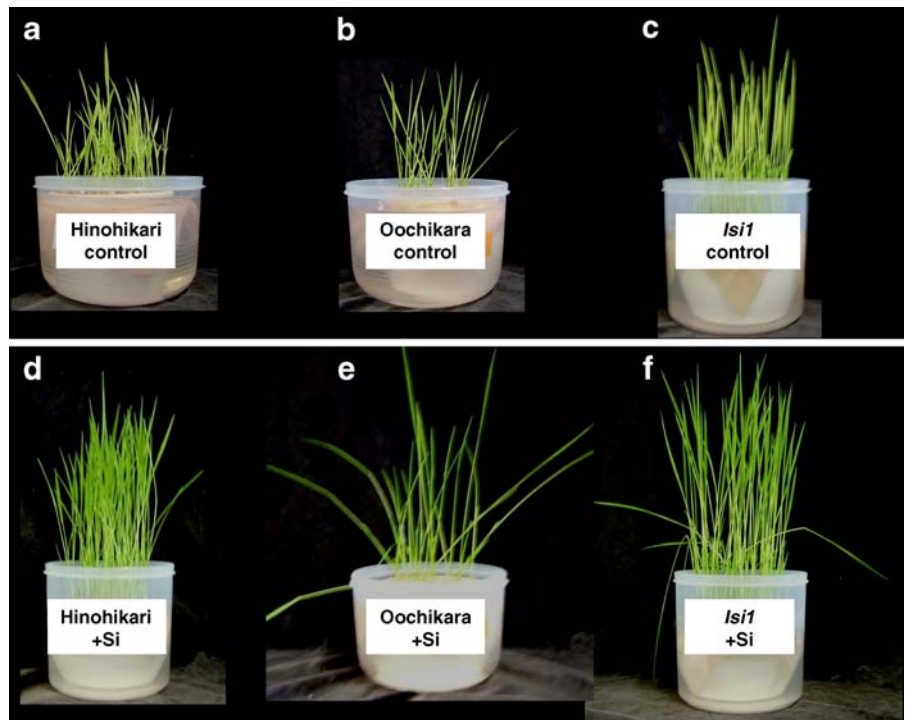 a
b
c
Hinohikari
control
Oochikara
control
lsi1
control
d
e
f
Hinohikari
+Si
Oochikara
+Si
lsi1
+Si